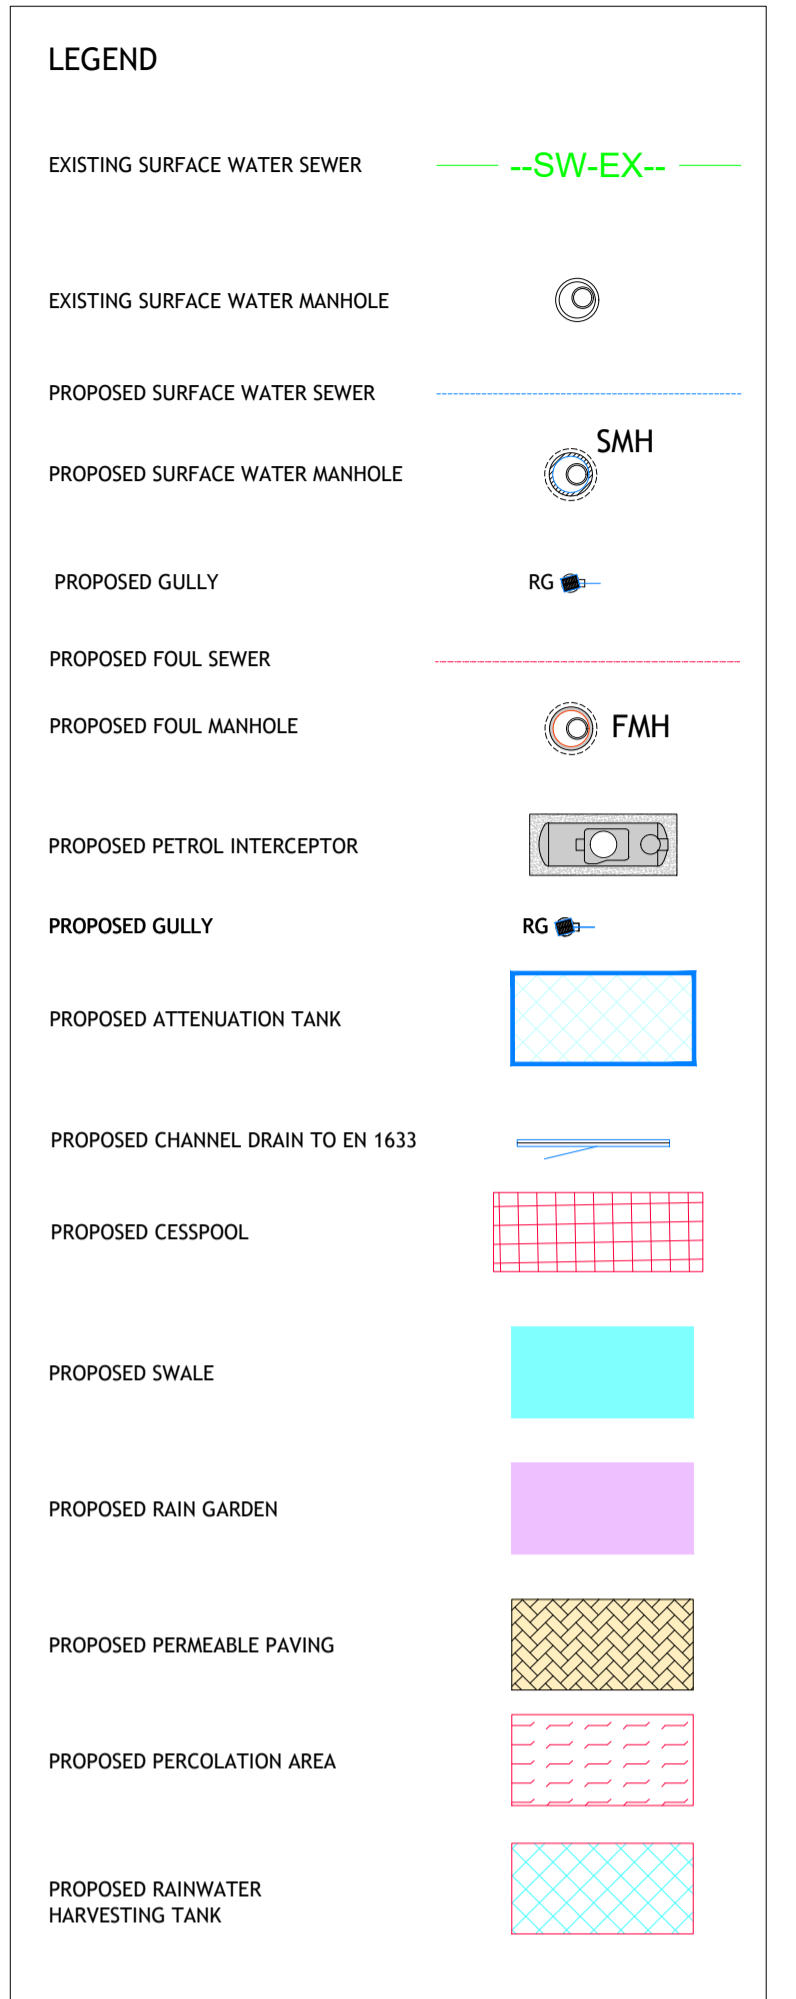 LEGEND
EXISTING SURFACE WATER SEWER
--SW-EX--
EXISTING SURFACE WATER MANHOLE
PROPOSED SURFACE WATER SEWER
SMH
PROPOSED SURFACE WATER MANHOLE
PROPOSED GULLY
RG
PROPOSED FOUL SEWER
PROPOSED FOUL MANHOLE
FMH
PROPOSED PETROL INTERCEPTOR
PROPOSED GULLY
RG
PROPOSED ATTENUATION TANK
PROPOSED CHANNEL DRAIN TO EN 1633
PROPOSED CESSPOOL
PROPOSED SWALE
PROPOSED RAIN GARDEN
PROPOSED PERMEABLE PAVING
PROPOSED PERCOLATION AREA
PROPOSED RAINWATER
HARVESTING TANK